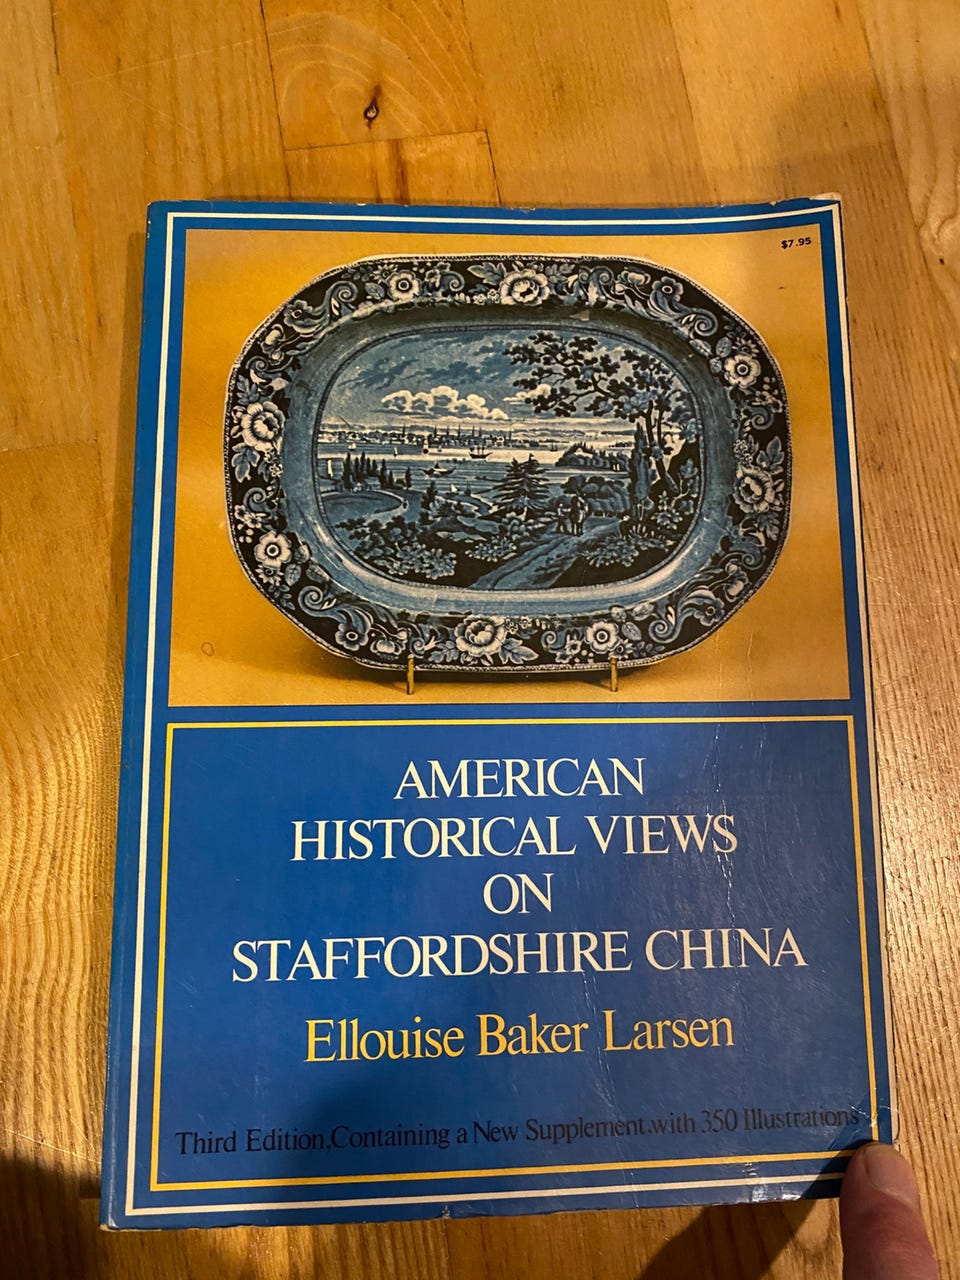 $7.95
AMERICAN
HISTORICAL VIEWS
ON
STAFFORDSHIRE CHINA
Ellouise Baker Larsen
Third Edition, Containing a New Supplement, with 350 Illustrations